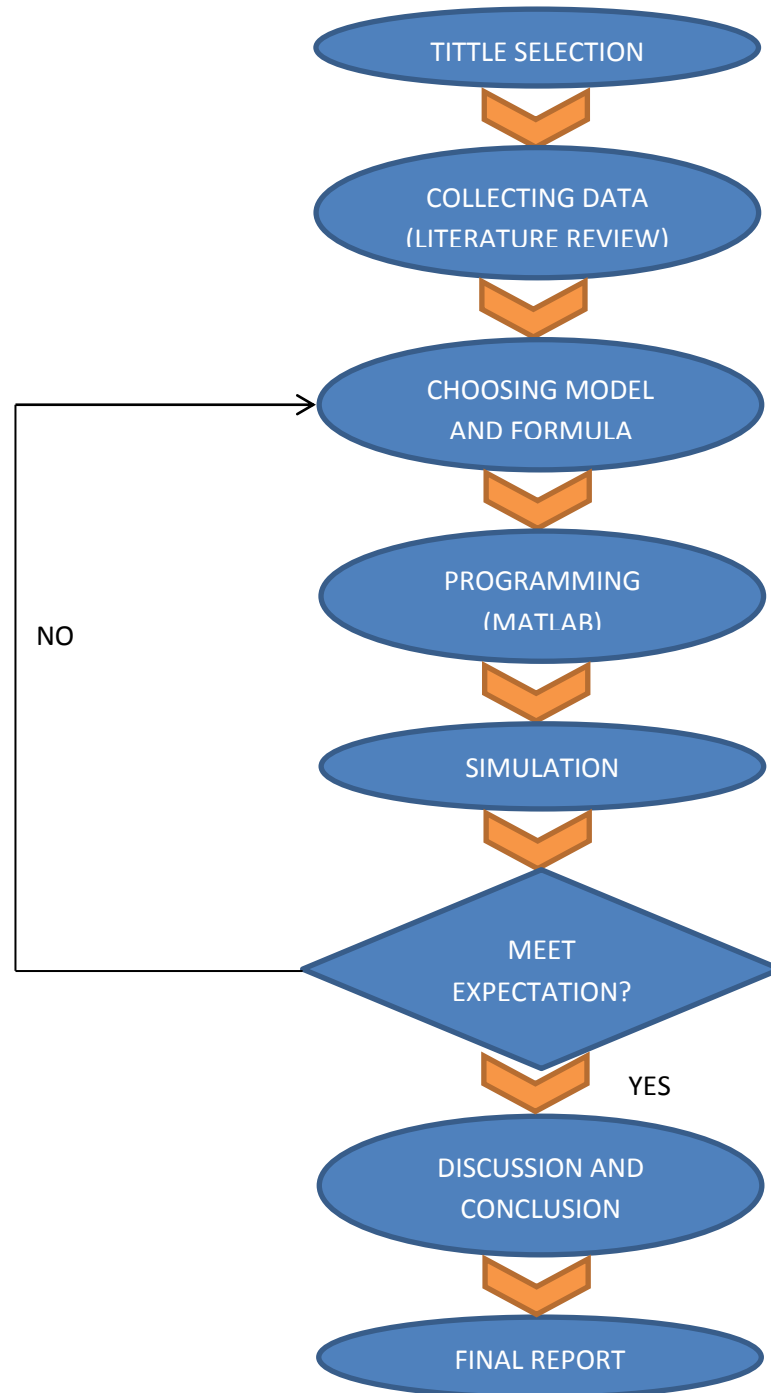 TITTLE SELECTION
COLLECTING DATA
(LITERATURE REVIEW)
CHOOSING MODEL
AND FORMULA
PROGRAMMING
(MATLAB)
NO
SIMULATION
MEET
EXPECTATION?
YES
DISCUSSION AND
CONCLUSION
FINAL REPORT